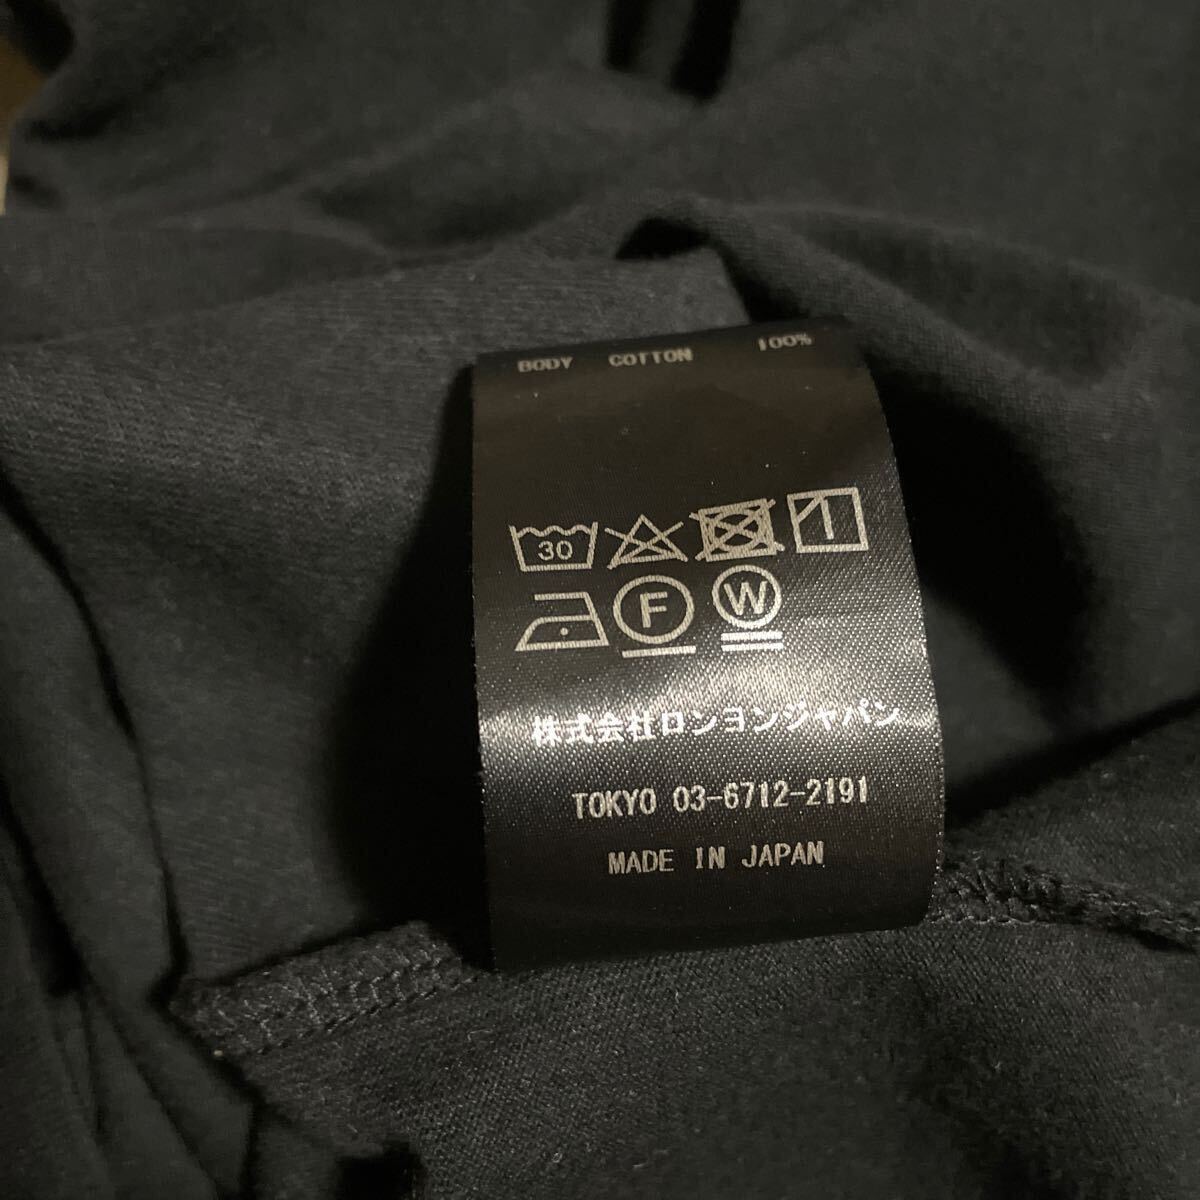 BODY COTTON 100%
30
F W
株式会社ロンヨンジャパン
TOKYO 03-6712-2191
MADE IN JAPAN